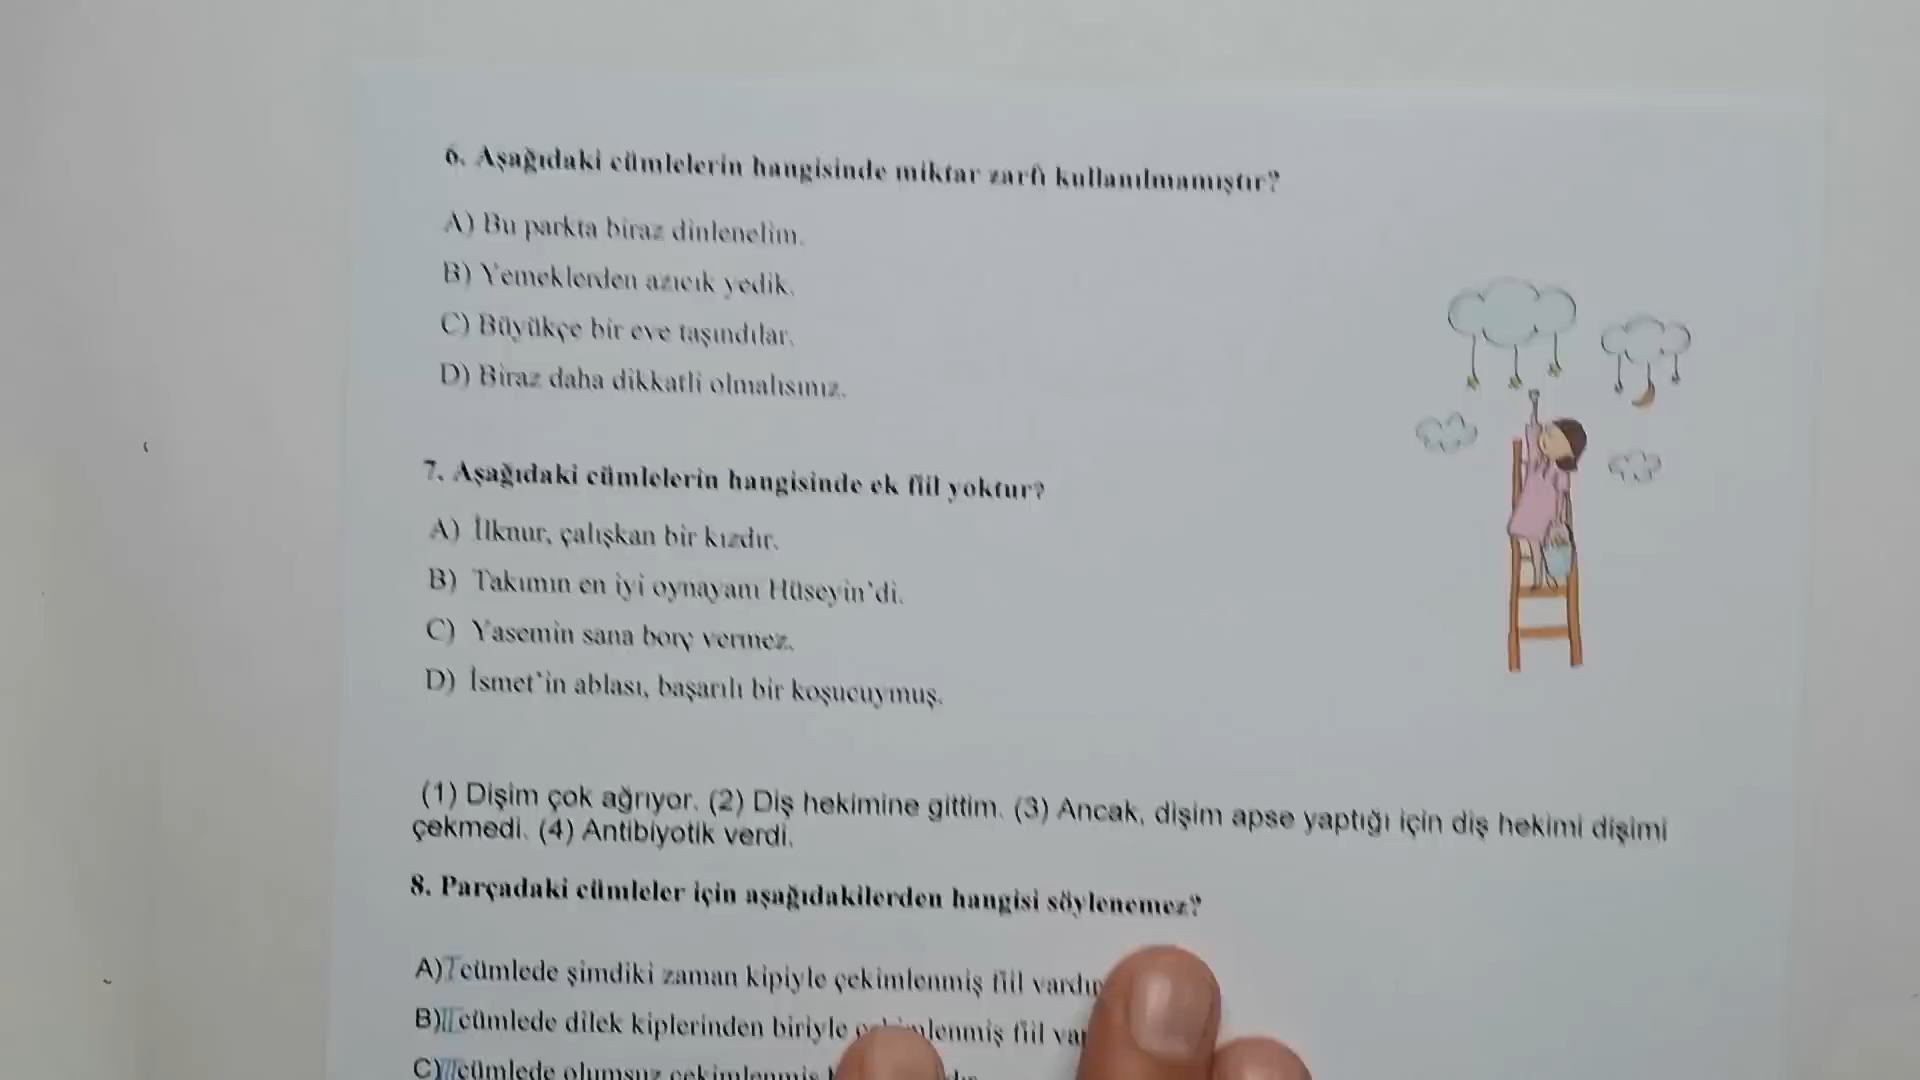 6. Aşağıdaki cümlelerin hangisinde miktar zarfı kullanılmamıştır?
A) Bu parkta biraz dinlenelim.
B) Yemeklerden azıcık yedik.
C) Büyükçe bir eve taşındılar.
D) Biraz daha dikkatli olmalısınız.
7. Aşağıdaki cümlelerin hangisinde ek fiil yoktur?
A) İlknur, çalışkan bir kızdır.
B) Takımın en iyi oynayanı Hüseyin'di.
C) Yasemin sana borç vermez.
D) İsmet'in ablası, başarılı bir koşucuymuş.
(1) Dişim çok ağrıyor. (2) Diş hekimine gittim. (3) Ancak, dişim apse yaptığı için diş hekimi dişimi
çekmedi. (4) Antibiyotik verdi.
8. Parçadaki cümleler için aşağıdakilerden hangisi söylenemez?
A) cümlede şimdiki zaman kipiyle çekimlenmiş fiil vardır
B) cümlede dilek kiplerinden biriyle fiil
C) cümlede olumsuz çekimlenmiş